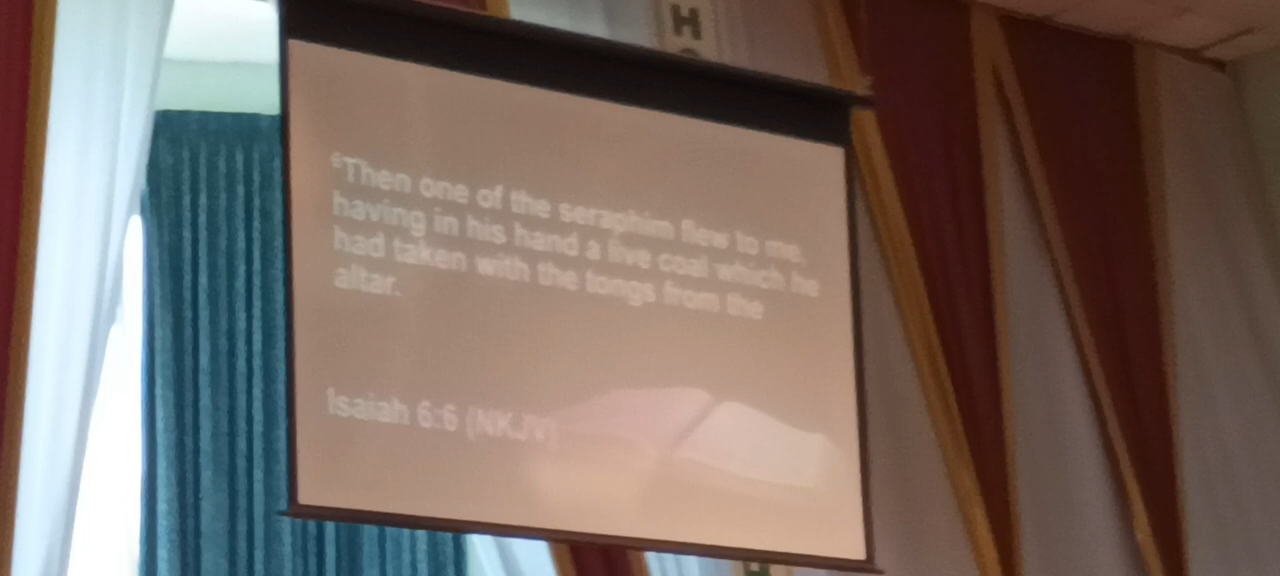 H
⁶Then one of the seraphim flew to me,
having in his hand a live coal which he
had taken with the tongs from the
altar.
Isaiah 6:6 (NKJV)